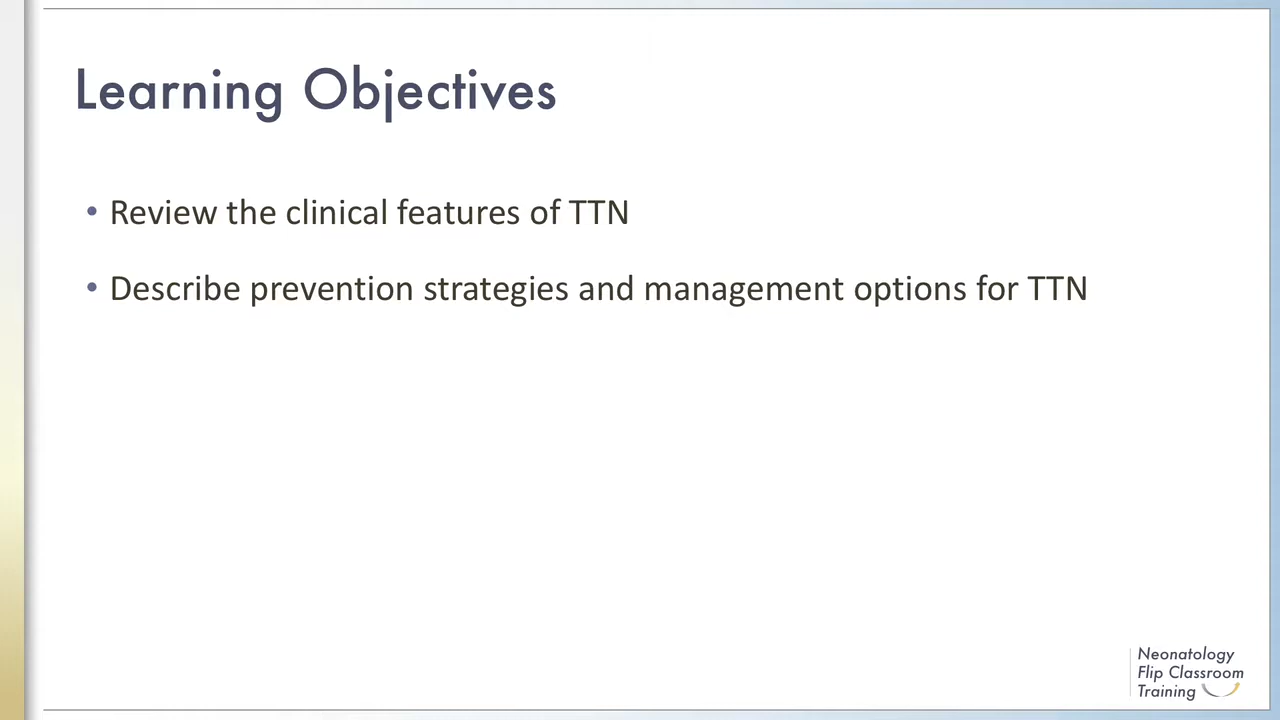 Learning Objectives
• Review the clinical features of TTN
• Describe prevention strategies and management options for TTN
Neonatology
Flip Classroom
Training